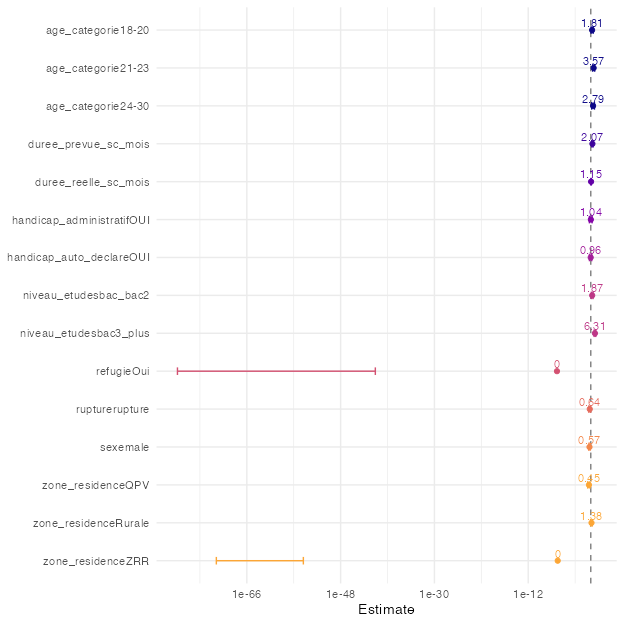 age_categorie18-20 1.81
age_categorie21-23 3.57
age_categorie24-30 2.79
duree_prevue_sc_mois 2.07
duree_reelle_sc_mois 1.15
handicap_administratifOUI 1.04
handicap_auto_declareOUI 0.96
niveau_etudesbac_bac2 1.87
niveau_etudesbac3_plus 6.31
refugieOui 0
rupturerupture 0.64
sexemale 0.57
zone_residenceQPV 0.45
zone_residenceRurale 1.38
zone_residenceZRR 0
1e-66 1e-48 1e-30 1e-12
Estimate